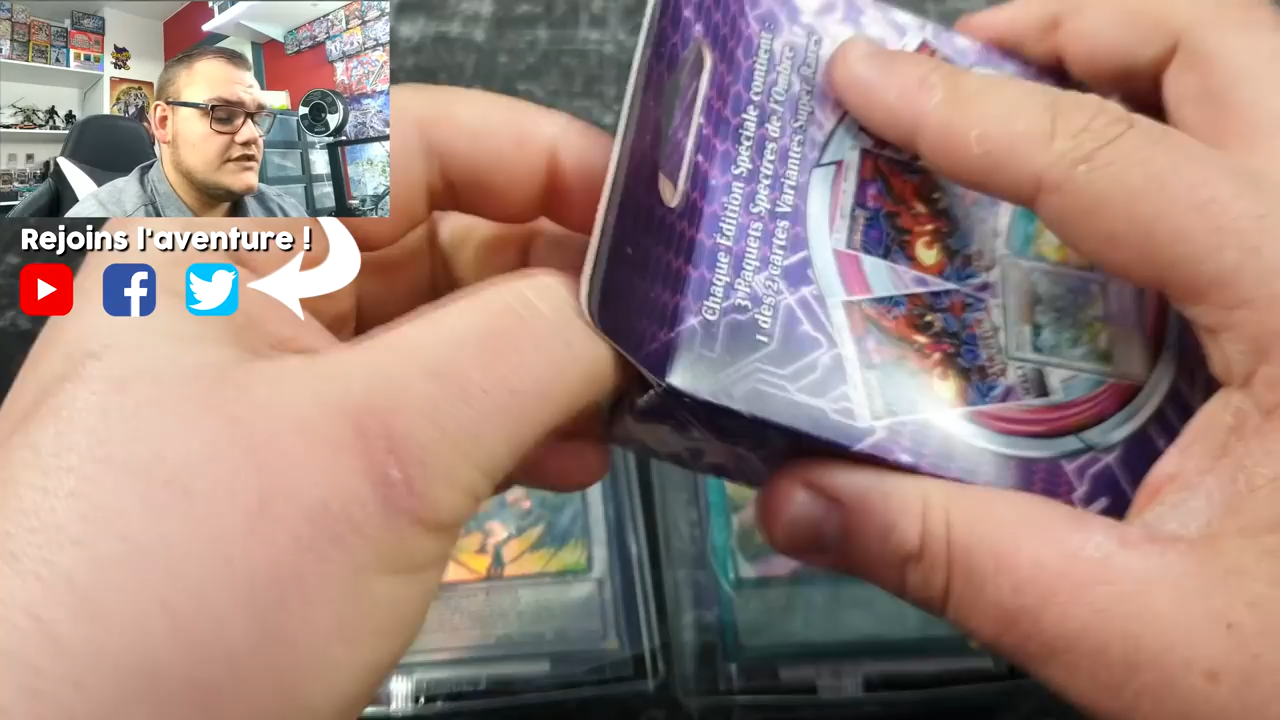 Rejoins l'aventure !
Chaque Édition Spéciale contient :
3 Paquets Spectres de l'Ombre
1 des 2 cartes Variantes Super Rares